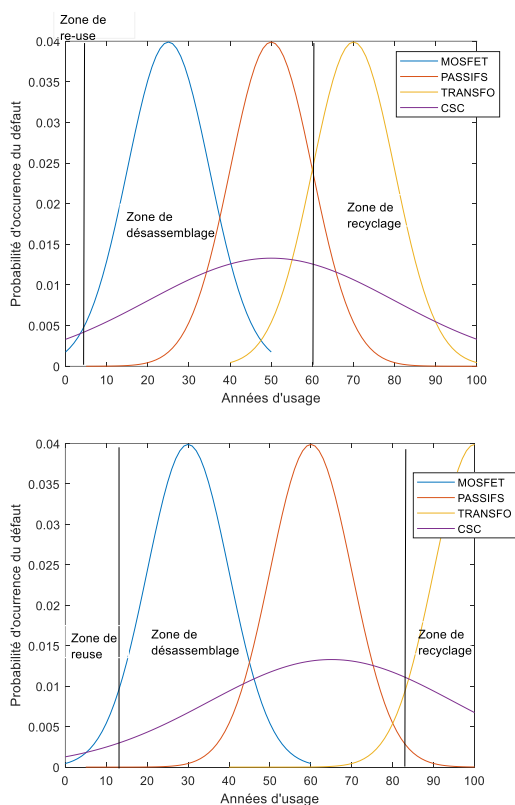 Zone de
re-use
0.04
0.035
0.03
0.025
0.02
0.015
0.01
0.005
0
Probabilité d'occurence du défaut
MOSFET
PASSIFS
TRANSFO
CSC
Zone de
désassemblage
Zone de
recyclage
0 10 20 30 40 50 60 70 80 90 100
Années d'usage
0.04
0.035
0.03
0.025
0.02
0.015
0.01
0.005
0
Probabilité d'ocurrence du défaut
MOSFET
PASSIFS
TRANSFO
CSC
Zone de
reuse
Zone de
désassemblage
Zone de
recyclage
0 10 20 30 40 50 60 70 80 90 100
Années d'usage